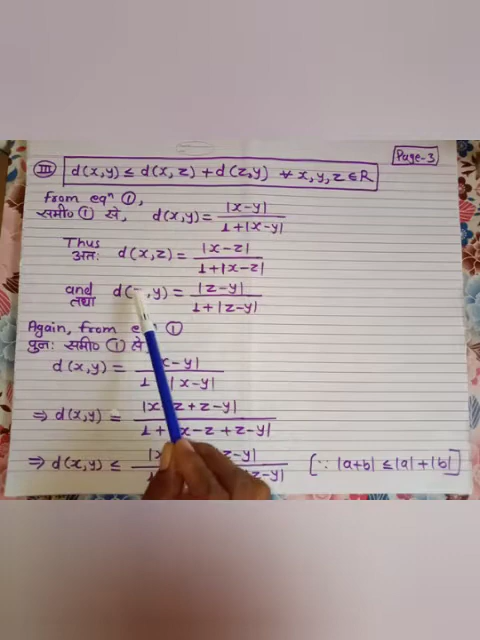 Page-3
III d(x,y) ≤ d(x,z) + d(z,y) ∀ x,y,z ∈ R
from eqn ①,
समी० ① से, d(x,y) = |x-y| / 1+|x-y|
Thus
अतः d(x,z) = |x-z| / 1+|x-z|
and
तथा d( ,y) = |z-y| / 1+|z-y|
Again, from eqn ①
पुनः समी० ① से,
d(x,y) = -y| / 1 |x-y|
⇒ d(x,y) = |x z + z-y| / 1+ x-z + z-y|
⇒ d(x,y) ≤ |x z-y| / z-y| [∵ |a+b| ≤ |a|+|b|]